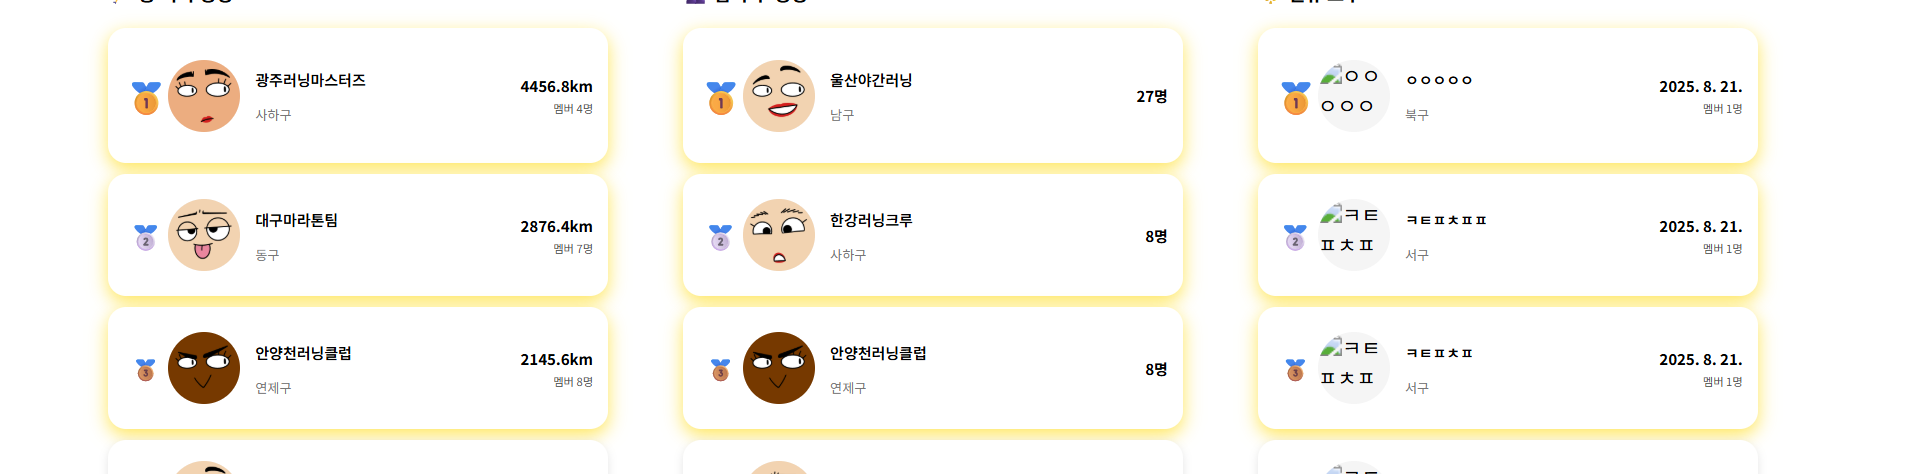 1
광주러닝마스터즈
사하구
4456.8km
멤버 4명
2
대구마라톤팀
동구
2876.4km
멤버 7명
3
안양천러닝클럽
연제구
2145.6km
멤버 8명
1
울산야간러닝
남구
27명
2
한강러닝크루
사하구
8명
3
안양천러닝클럽
연제구
8명
1
ㅇㅇ
ㅇㅇㅇ
ㅇㅇㅇㅇㅇ
북구
2025. 8. 21.
멤버 1명
2
ㅋㅌ
ㅍㅊㅍ
ㅋㅌㅍㅊㅍㅍ
서구
2025. 8. 21.
멤버 1명
3
ㅋㅌ
ㅍㅊㅍ
ㅋㅌㅍㅊㅍ
서구
2025. 8. 21.
멤버 1명